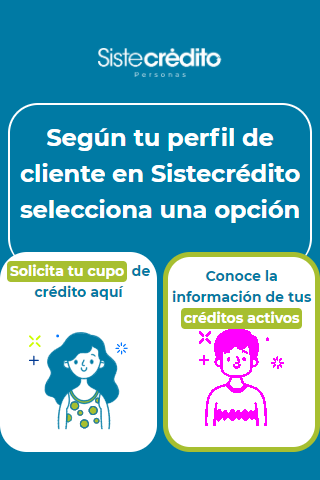 Sistecrédito
Personas
Según tu perfil de
cliente en Sistecrédito
selecciona una opción
Solicita tu cupo de
crédito aquí
Conoce la
información de tus
créditos activos